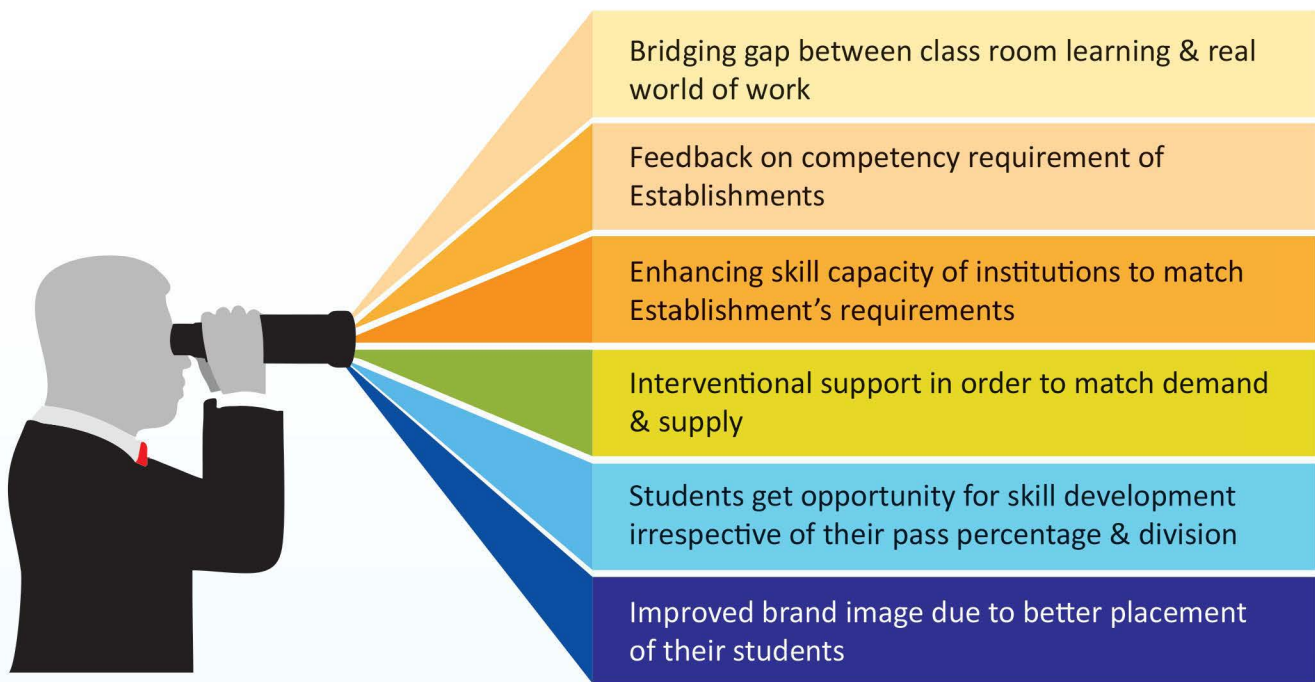 Bridging gap between class room learning & real
world of work
Feedback on competency requirement of
Establishments
Enhancing skill capacity of institutions to match
Establishment’s requirements
Interventional support in order to match demand
& supply
Students get opportunity for skill development
irrespective of their pass percentage & division
Improved brand image due to better placement
of their students